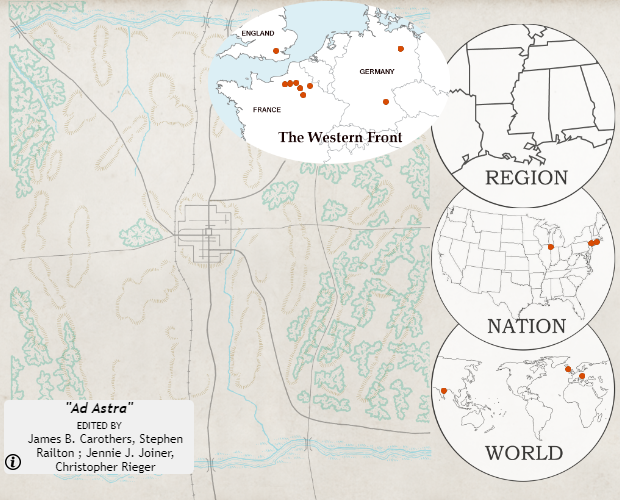 ENGLAND
GERMANY
FRANCE
The Western Front
REGION
NATION
WORLD
"Ad Astra"
EDITED BY
James B. Carothers, Stephen
Railton ; Jennie J. Joiner,
Christopher Rieger
i